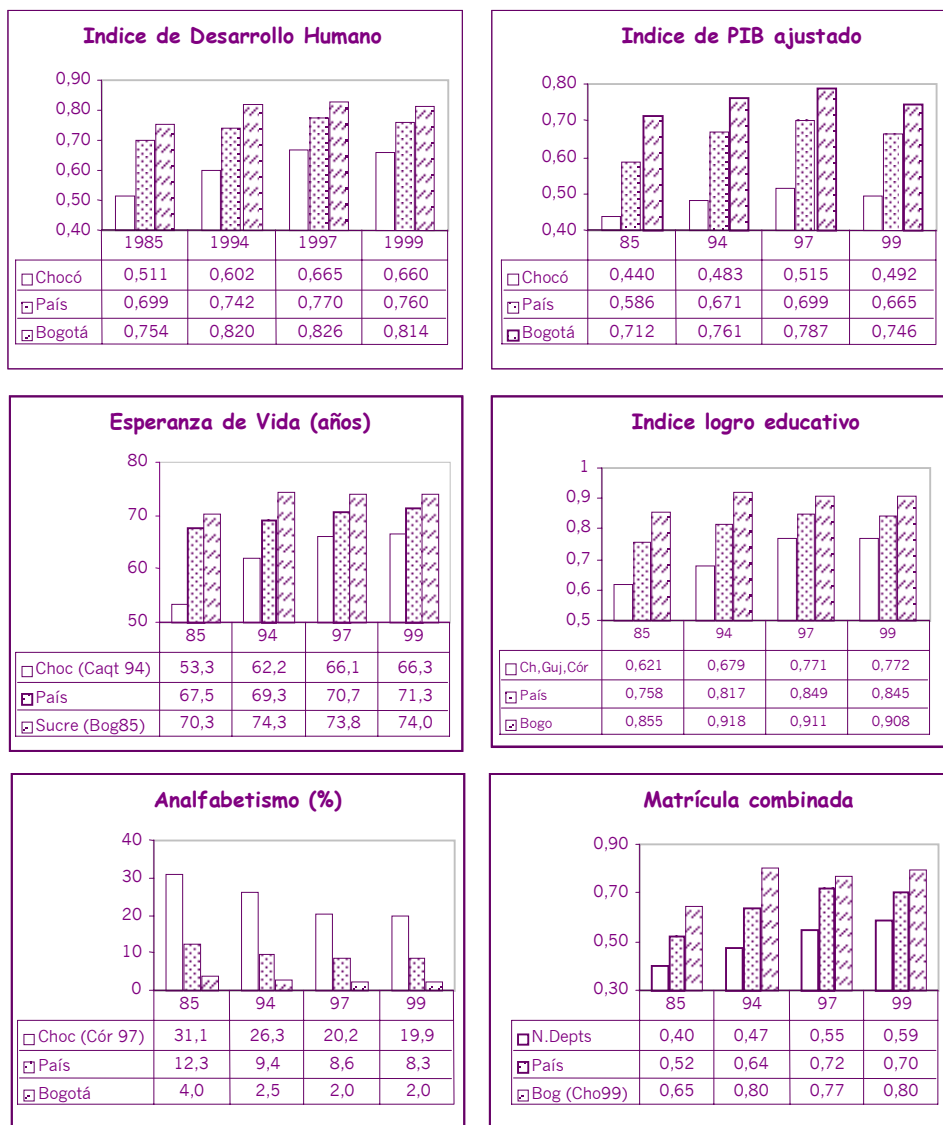 Indice de Desarrollo Humano
0,90
0,80
0,70
0,60
0,50
0,40
1985 1994 1997 1999
Chocó 0,511 0,602 0,665 0,660
País 0,699 0,742 0,770 0,760
Bogotá 0,754 0,820 0,826 0,814
Indice de PIB ajustado
0,80
0,70
0,60
0,50
0,40
85 94 97 99
Chocó 0,440 0,483 0,515 0,492
País 0,586 0,671 0,699 0,665
Bogotá 0,712 0,761 0,787 0,746
Esperanza de Vida (años)
80
70
60
50
85 94 97 99
Choc (Caqt 94) 53,3 62,2 66,1 66,3
País 67,5 69,3 70,7 71,3
Sucre (Bog85) 70,3 74,3 73,8 74,0
Indice logro educativo
1
0,9
0,8
0,7
0,6
0,5
85 94 97 99
Ch,Guj,Cór 0,621 0,679 0,771 0,772
País 0,758 0,817 0,849 0,845
Bogo 0,855 0,918 0,911 0,908
Analfabetismo (%)
40
30
20
10
0
85 94 97 99
Choc (Cór 97) 31,1 26,3 20,2 19,9
País 12,3 9,4 8,6 8,3
Bogotá 4,0 2,5 2,0 2,0
Matrícula combinada
0,90
0,70
0,50
0,30
85 94 97 99
N.Depts 0,40 0,47 0,55 0,59
País 0,52 0,64 0,72 0,70
Bog (Cho99) 0,65 0,80 0,77 0,80